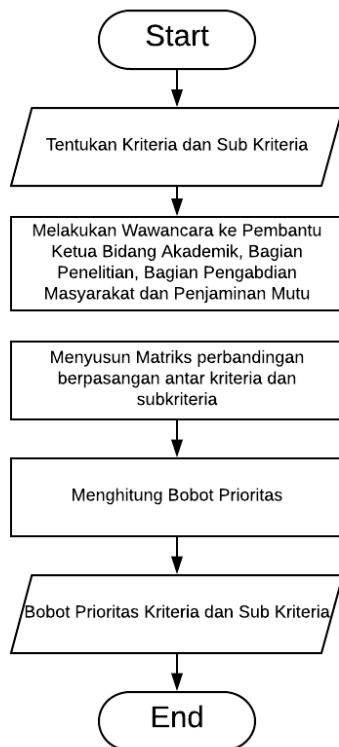 Start
Tentukan Kriteria dan Sub Kriteria
Melakukan Wawancara ke Pembantu
Ketua Bidang Akademik, Bagian
Penelitian, Bagian Pengabdian
Masyarakat dan Penjaminan Mutu
Menyusun Matriks perbandingan
berpasangan antar kriteria dan
subkriteria
Menghitung Bobot Prioritas
Bobot Prioritas Kriteria dan Sub Kriteria
End